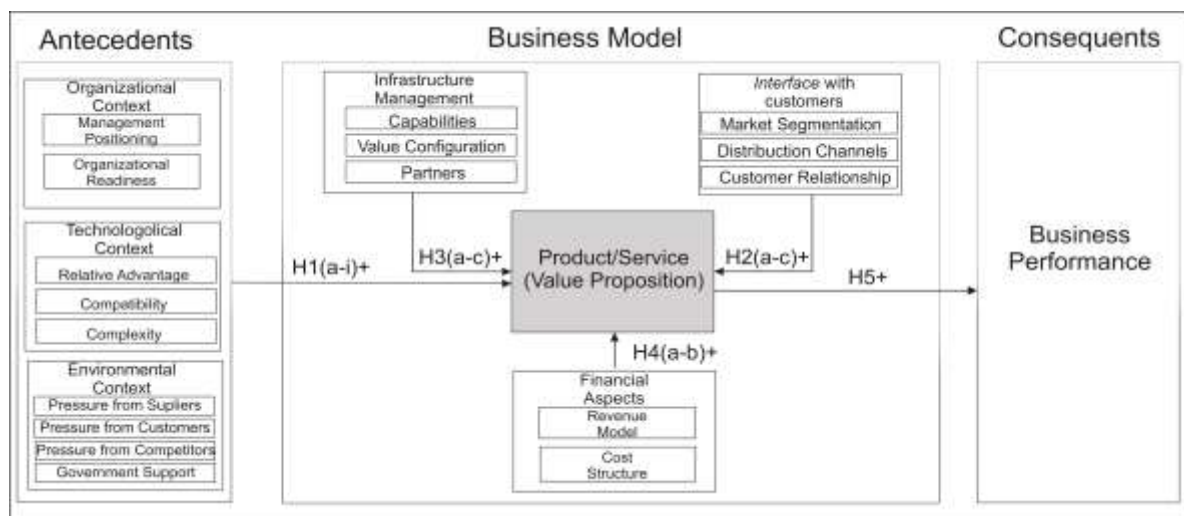 Antecedents
Organizational
Context
Management
Positioning
Organizational
Readiness
Technologolical
Context
Relative Advantage
Compatibility
Complexity
Environmental
Context
Pressure from Supliers
Pressure from Customers
Pressure from Competitors
Government Support
H1(a-i)+
Business Model
Infrastructure
Management
Capabilities
Value Configuration
Partners
H3(a-c)+
Interface with
customers
Market Segmentation
Distribuction Channels
Customer Relationship
H2(a-c)+
Product/Service
(Value Proposition)
H4(a-b)+
Financial
Aspects
Revenue
Model
Cost
Structure
H5+
Consequents
Business
Performance